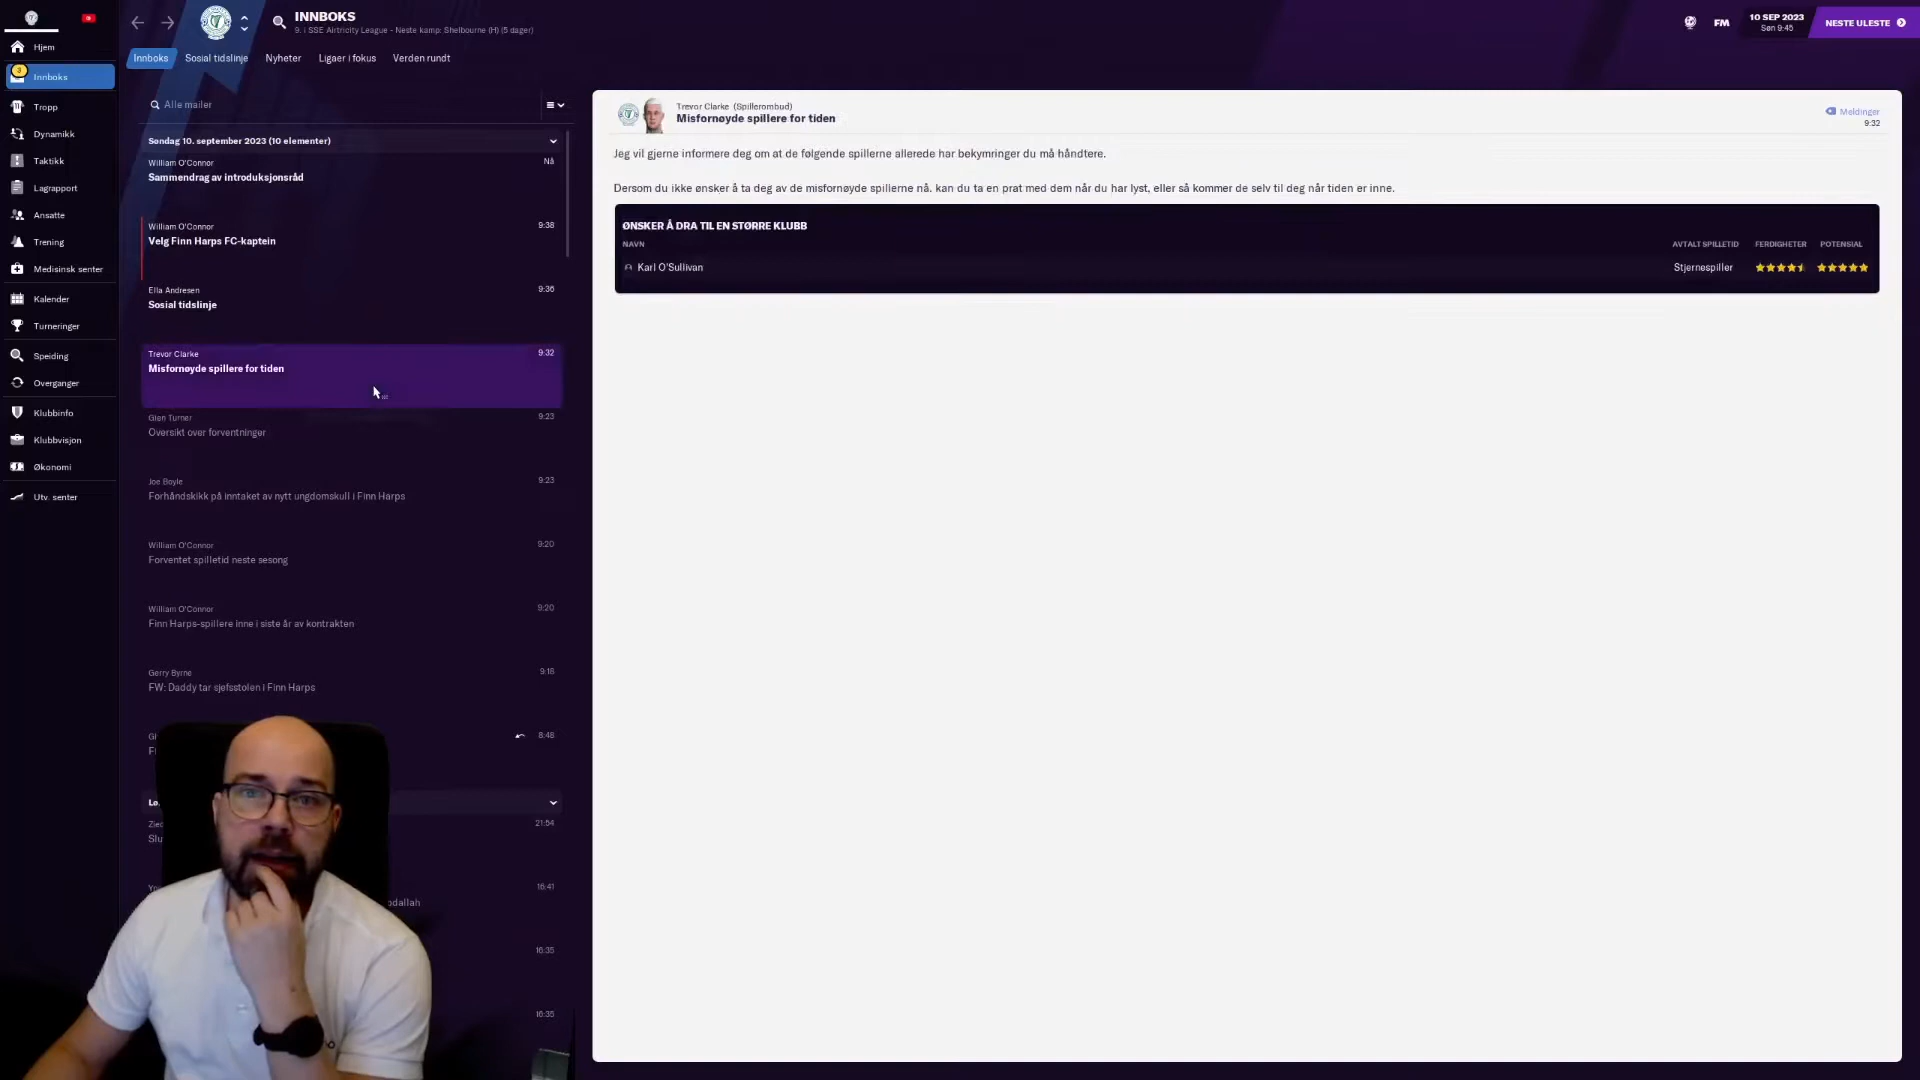 INNBOKS
9. i SSE Airtricity League - Neste kamp: Shelbourne (H) (5 dager)
FM
10 SEP 2023
Søn 9:45
NESTE ULESTE
Innboks
Sosial tidslinje
Nyheter
Ligaer i fokus
Verden rundt
Hjem
3
Innboks
Tropp
Dynamikk
Taktikk
Lagrapport
Ansatte
Trening
Medisinsk senter
Kalender
Turneringer
Speiding
Overganger
Klubbinfo
Klubbvisjon
Økonomi
Utv. senter
Alle mailer
Søndag 10. september 2023 (10 elementer)
William O'Connor
Nå
Sammendrag av introduksjonsråd
William O'Connor
9:38
Velg Finn Harps FC-kaptein
Ella Andresen
9:36
Sosial tidslinje
Trevor Clarke
9:32
Misfornøyde spillere for tiden
Glen Turner
9:23
Oversikt over forventninger
Joe Boyle
9:23
Forhåndskikk på inntaket av nytt ungdomskull i Finn Harps
William O'Connor
9:20
Forventet spilletid neste sesong
William O'Connor
9:20
Finn Harps-spillere inne i siste år av kontrakten
Gerry Byrne
9:18
FW: Daddy tar sjefsstolen i Finn Harps
8:48
21:54
16:41
16:35
16:35
Trevor Clarke (Spillerombud)
Misfornøyde spillere for tiden
Meldinger
9:32
Jeg vil gjerne informere deg om at de følgende spillerne allerede har bekymringer du må håndtere.
Dersom du ikke ønsker å ta deg av de misfornøyde spillerne nå. kan du ta en prat med dem når du har lyst, eller så kommer de selv til deg når tiden er inne.
ØNSKER Å DRA TIL EN STØRRE KLUBB
NAVN
AVTALT SPILLETID
FERDIGHETER
POTENSIAL
Karl O'Sullivan
Stjernespiller